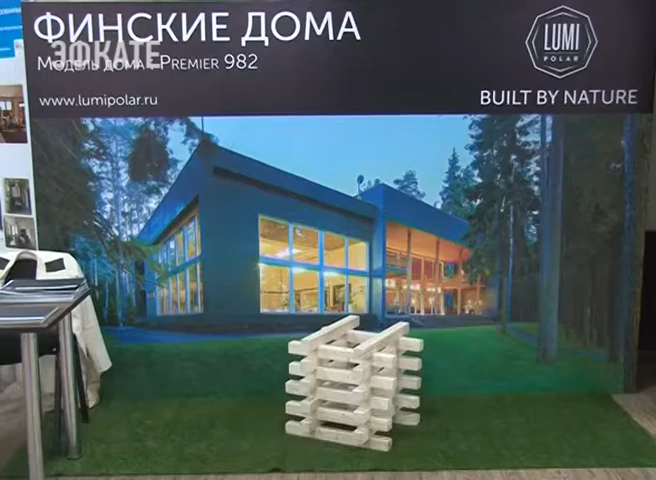 ФИНСКИЕ ДОМА
ЭФКАТЕ
МОДЕЛЬ ДОМА: PREMIER 982
www.lumipolar.ru
LUMI
POLAR
BUILT BY NATURE